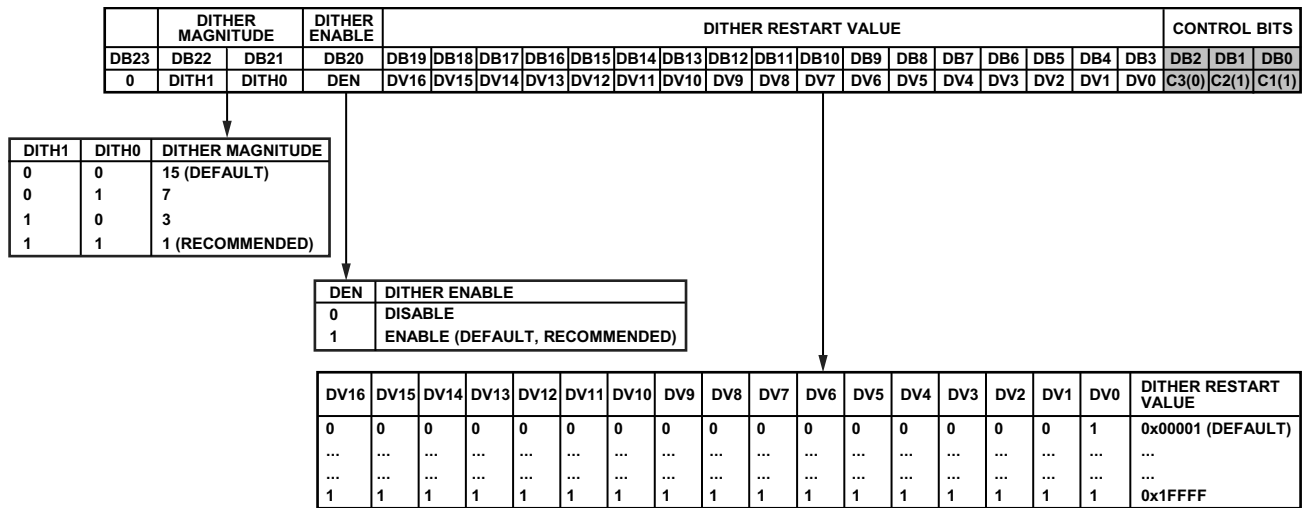 DITHER MAGNITUDE DITHER ENABLE DITHER RESTART VALUE CONTROL BITS
DB23 DB22 DB21 DB20 DB19 DB18 DB17 DB16 DB15 DB14 DB13 DB12 DB11 DB10 DB9 DB8 DB7 DB6 DB5 DB4 DB3 DB2 DB1 DB0
0 DITH1 DITH0 DEN DV16 DV15 DV14 DV13 DV12 DV11 DV10 DV9 DV8 DV7 DV6 DV5 DV4 DV3 DV2 DV1 DV0 C3(0) C2(1) C1(1)
DITH1 DITH0 DITHER MAGNITUDE
0 0 15 (DEFAULT)
0 1 7
1 0 3
1 1 1 (RECOMMENDED)
DEN DITHER ENABLE
0 DISABLE
1 ENABLE (DEFAULT, RECOMMENDED)
DV16 DV15 DV14 DV13 DV12 DV11 DV10 DV9 DV8 DV7 DV6 DV5 DV4 DV3 DV2 DV1 DV0 DITHER RESTART VALUE
0 0 0 0 0 0 0 0 0 0 0 0 0 0 0 0 1 0x00001 (DEFAULT)
... ... ... ... ... ... ... ... ... ... ... ... ... ... ... ... ... ...
... ... ... ... ... ... ... ... ... ... ... ... ... ... ... ... ... ...
1 1 1 1 1 1 1 1 1 1 1 1 1 1 1 1 1 0x1FFFF